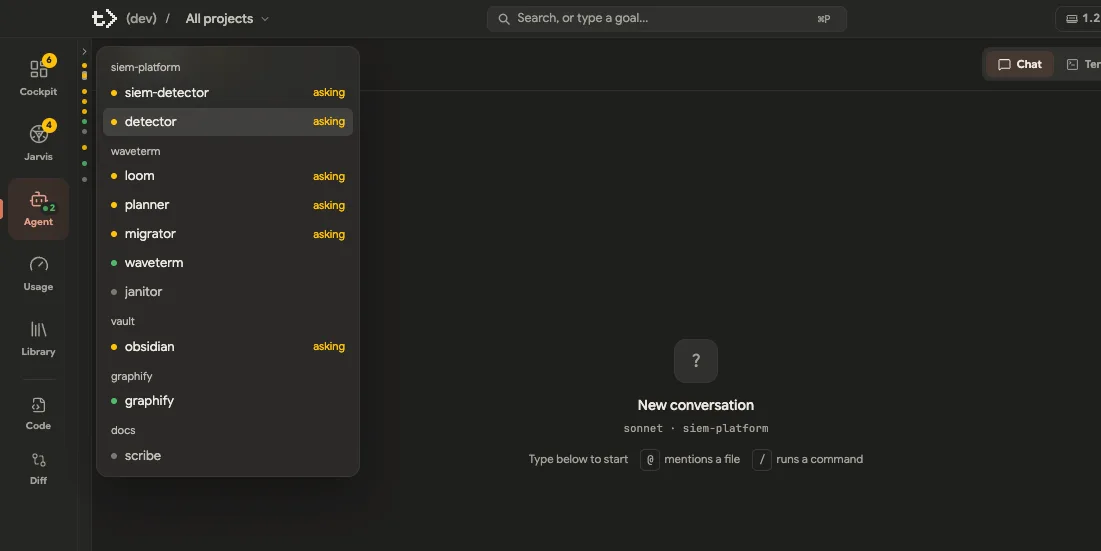 (dev) / All projects
Search, or type a goal... ⌘P
1.2
6
Cockpit
4
Jarvis
2
Agent
Usage
Library
Code
Diff
siem-platform
siem-detector asking
detector asking
waveterm
loom asking
planner asking
migrator asking
waveterm
janitor
vault
obsidian asking
graphify
graphify
docs
scribe
Chat
Ter
?
New conversation
sonnet · siem-platform
Type below to start @ mentions a file / runs a command